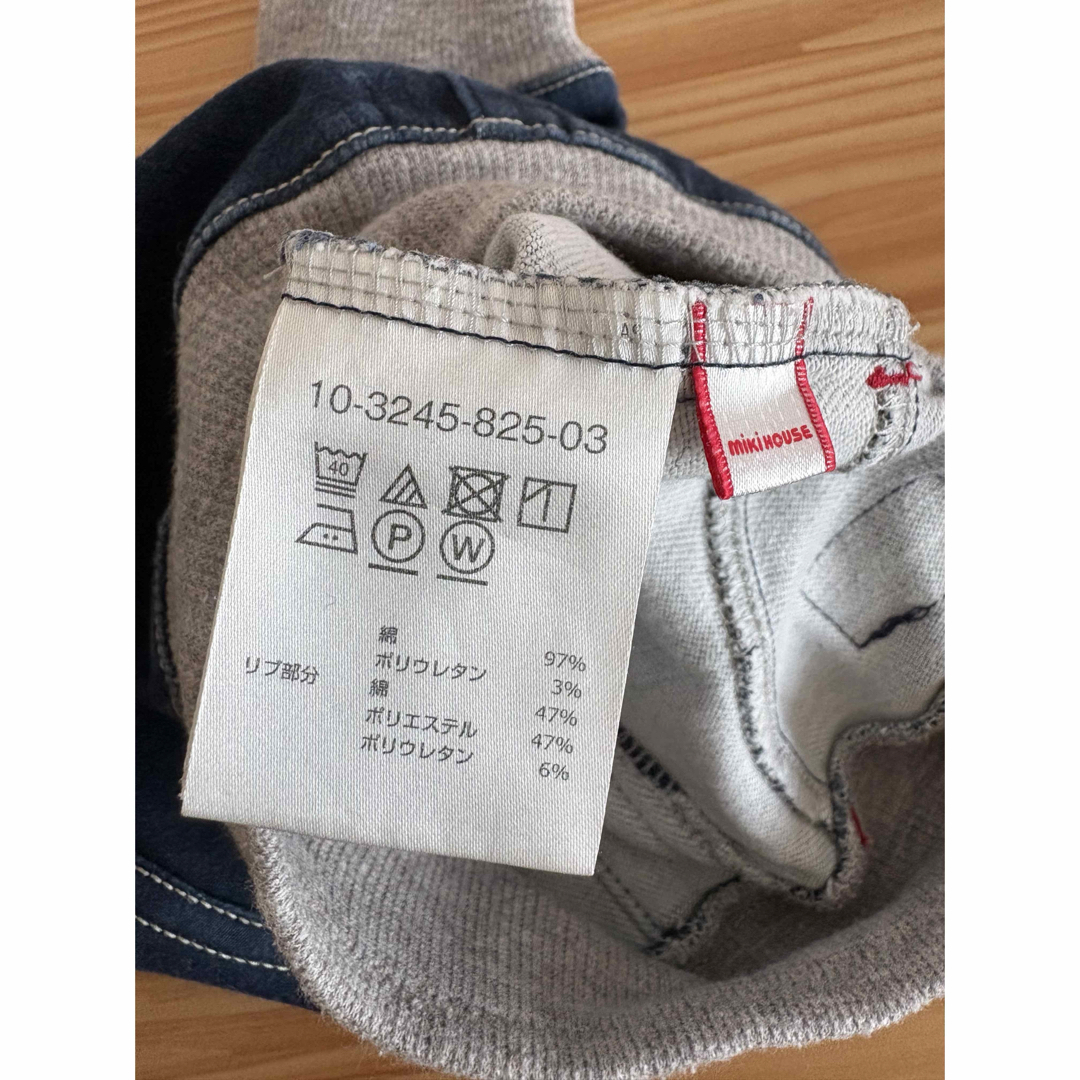 10-3245-825-03
40
P W
綿 97%
ポリウレタン 3%
リブ部分 綿 47%
ポリエステル 47%
ポリウレタン 6%
miki HOUSE